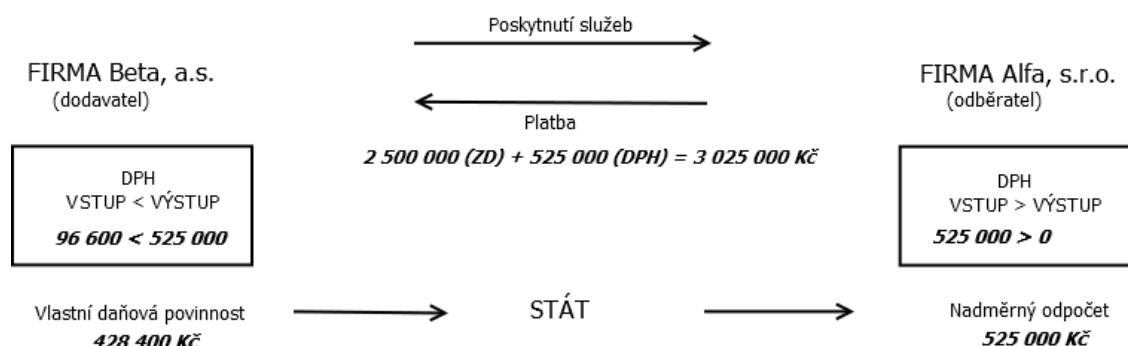 Poskytnutí služeb
FIRMA Beta, a.s.
(dodavatel)
FIRMA Alfa, s.r.o.
(odběratel)
Platba
2 500 000 (ZD) + 525 000 (DPH) = 3 025 000 Kč
DPH
VSTUP < VÝSTUP
96 600 < 525 000
DPH
VSTUP > VÝSTUP
525 000 > 0
Vlastní daňová povinnost
428 400 Kč
STÁT
Nadměrný odpočet
525 000 Kč